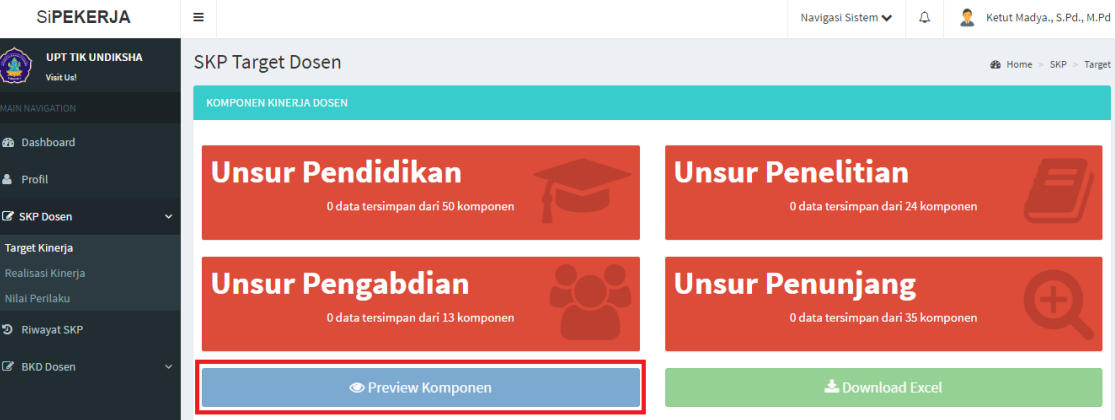 SiPEKERJA
Navigasi Sistem
Ketut Madya., S.Pd., M.Pd
UPT TIK UNDIKSHA
Visit Us!
MAIN NAVIGATION
Dashboard
Profil
SKP Dosen
Target Kinerja
Realisasi Kinerja
Nilai Perilaku
Riwayat SKP
BKD Dosen
SKP Target Dosen
Home > SKP > Target
KOMPONEN KINERJA DOSEN
Unsur Pendidikan
0 data tersimpan dari 50 komponen
Unsur Penelitian
0 data tersimpan dari 24 komponen
Unsur Pengabdian
0 data tersimpan dari 13 komponen
Unsur Penunjang
0 data tersimpan dari 35 komponen
Preview Komponen
Download Excel